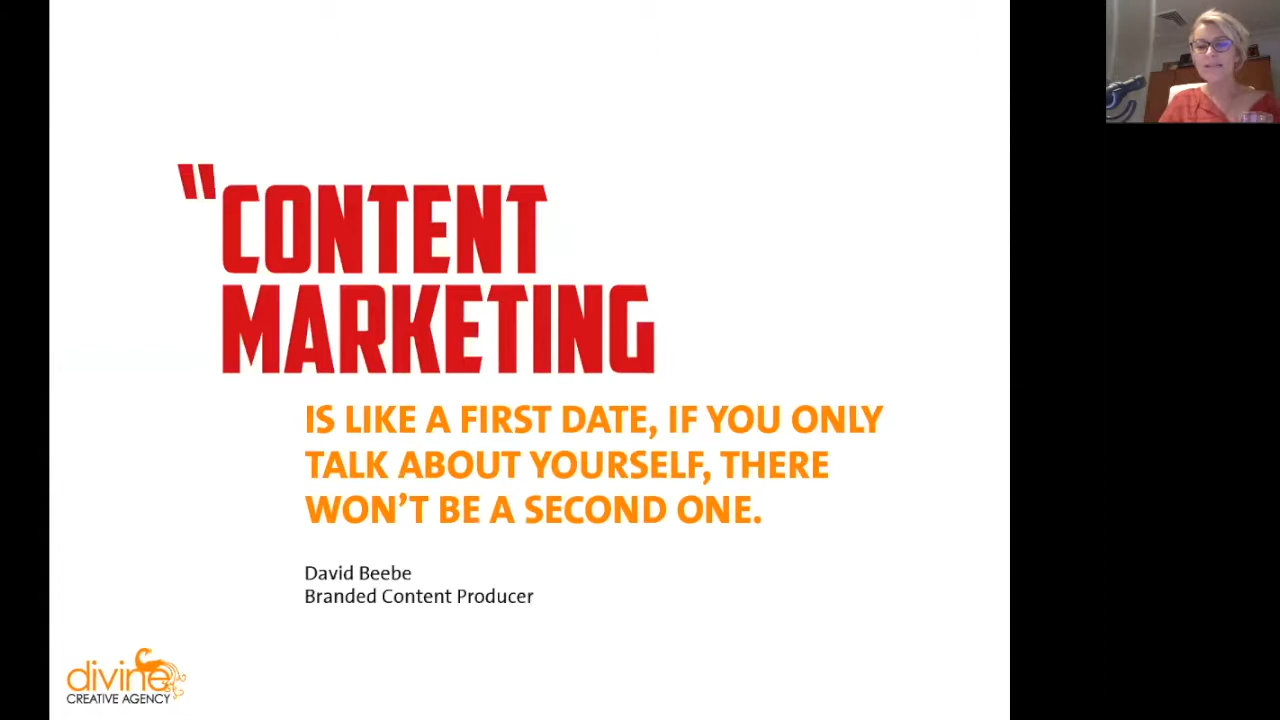 “CONTENT
MARKETING
IS LIKE A FIRST DATE, IF YOU ONLY
TALK ABOUT YOURSELF, THERE
WON’T BE A SECOND ONE.
David Beebe
Branded Content Producer
divine
CREATIVE AGENCY